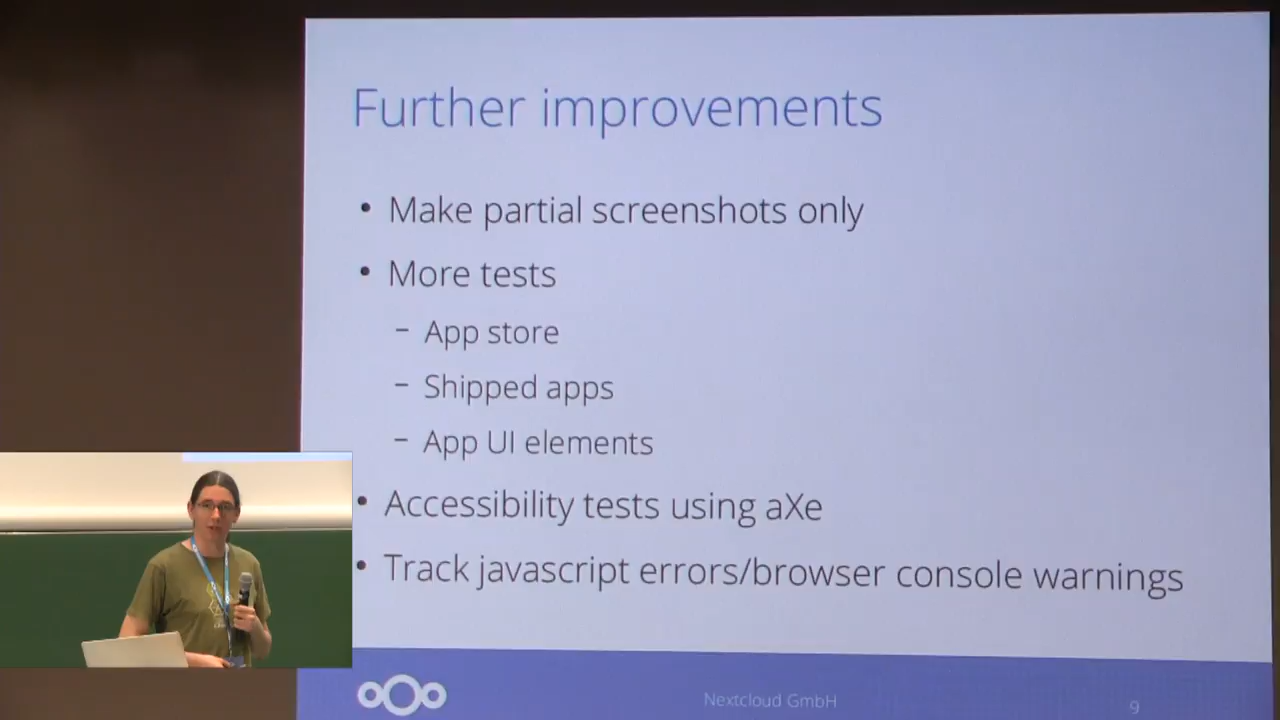 Further improvements
• Make partial screenshots only
• More tests
– App store
– Shipped apps
– App UI elements
• Accessibility tests using aXe
• Track javascript errors/browser console warnings
Nextcloud GmbH
9